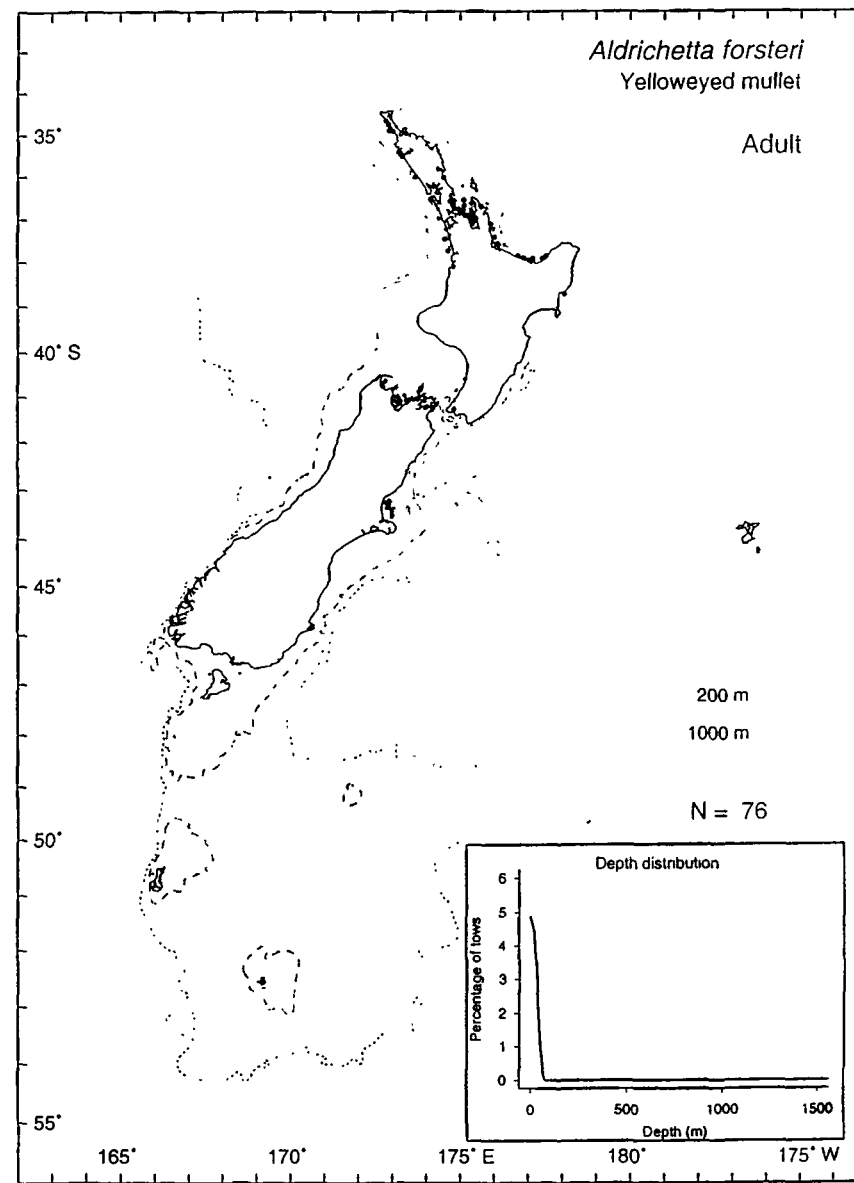 Aldrichetta forsteri
Yelloweyed mullet
Adult
35°
40° S
45°
200 m
1000 m
N = 76
50°
Depth distribution
6
5
4
3
2
1
0
Percentage of tows
0 500 1000 1500
Depth (m)
55°
165° 170° 175° E 180° 175° W